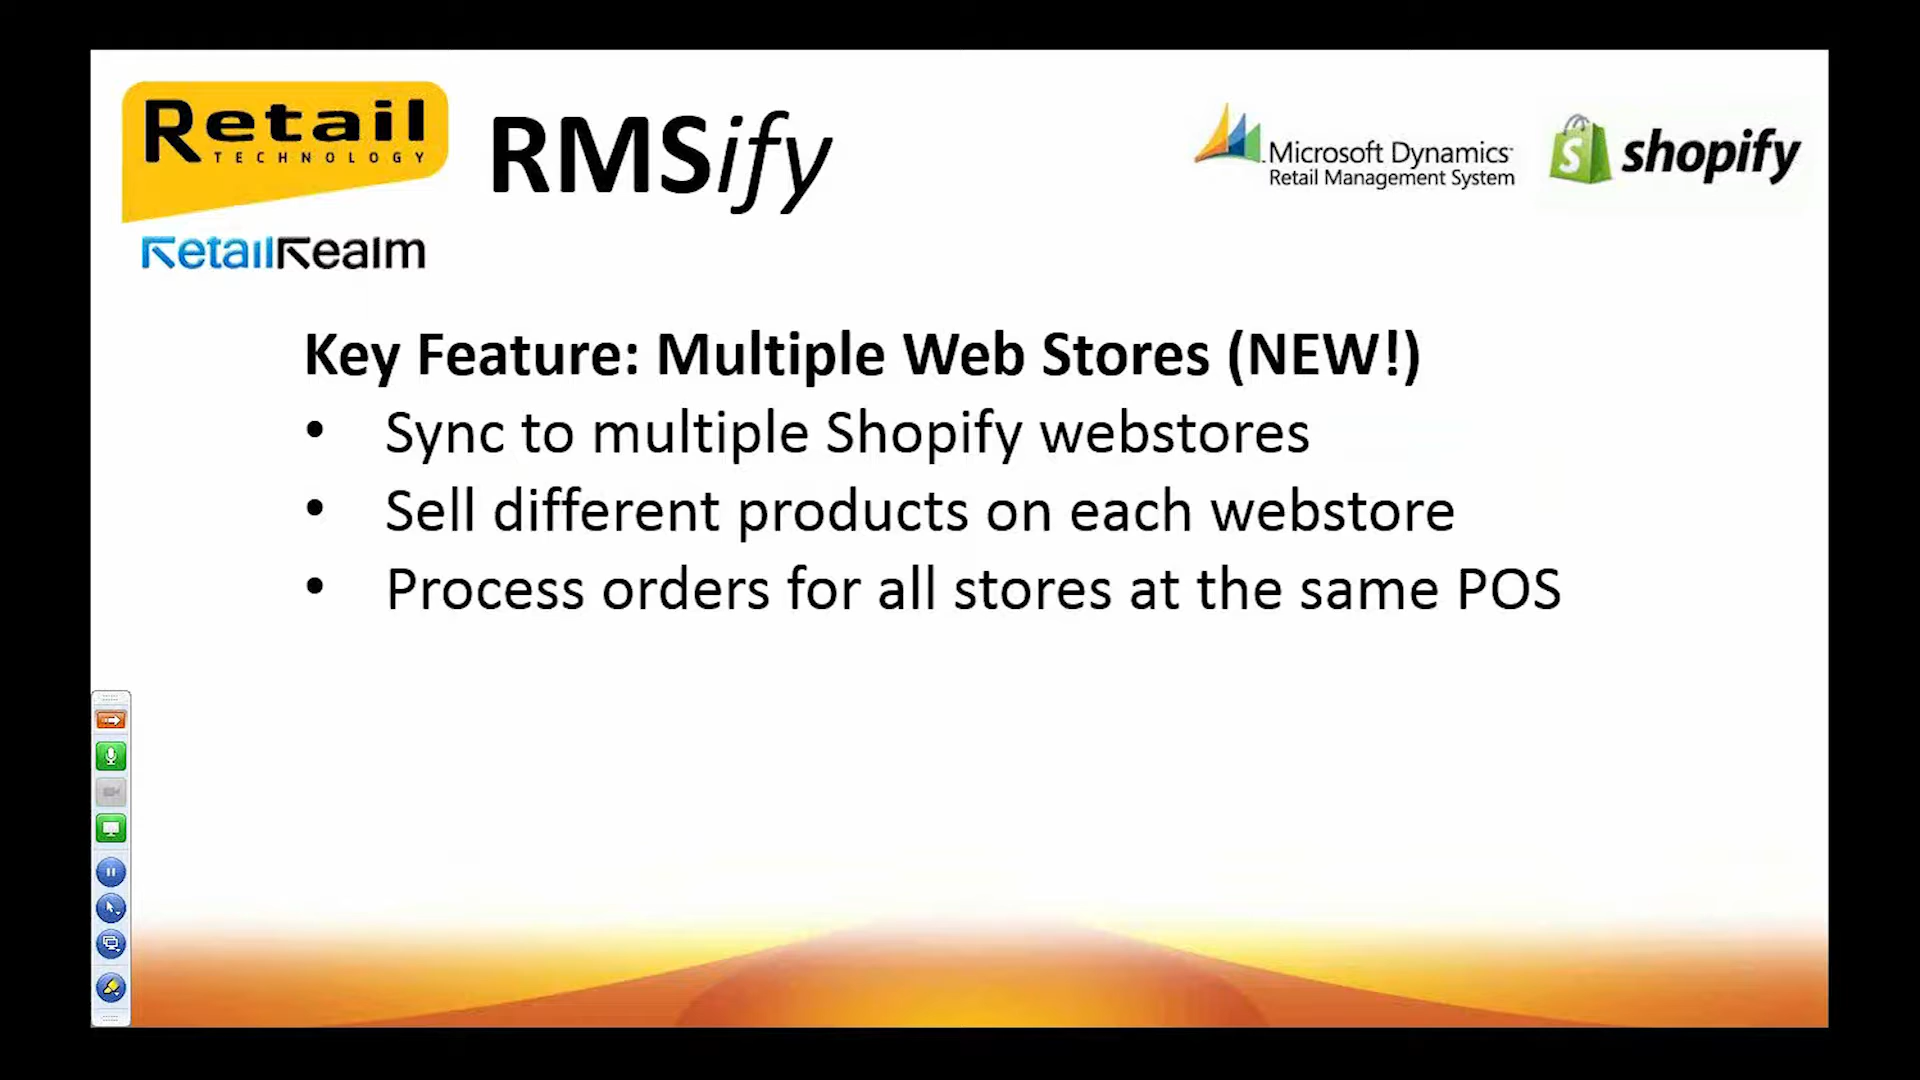 Retail
TECHNOLOGY
RetailRealm
RMSify
Microsoft Dynamics
Retail Management System
shopify
Key Feature: Multiple Web Stores (NEW!)
• Sync to multiple Shopify webstores
• Sell different products on each webstore
• Process orders for all stores at the same POS